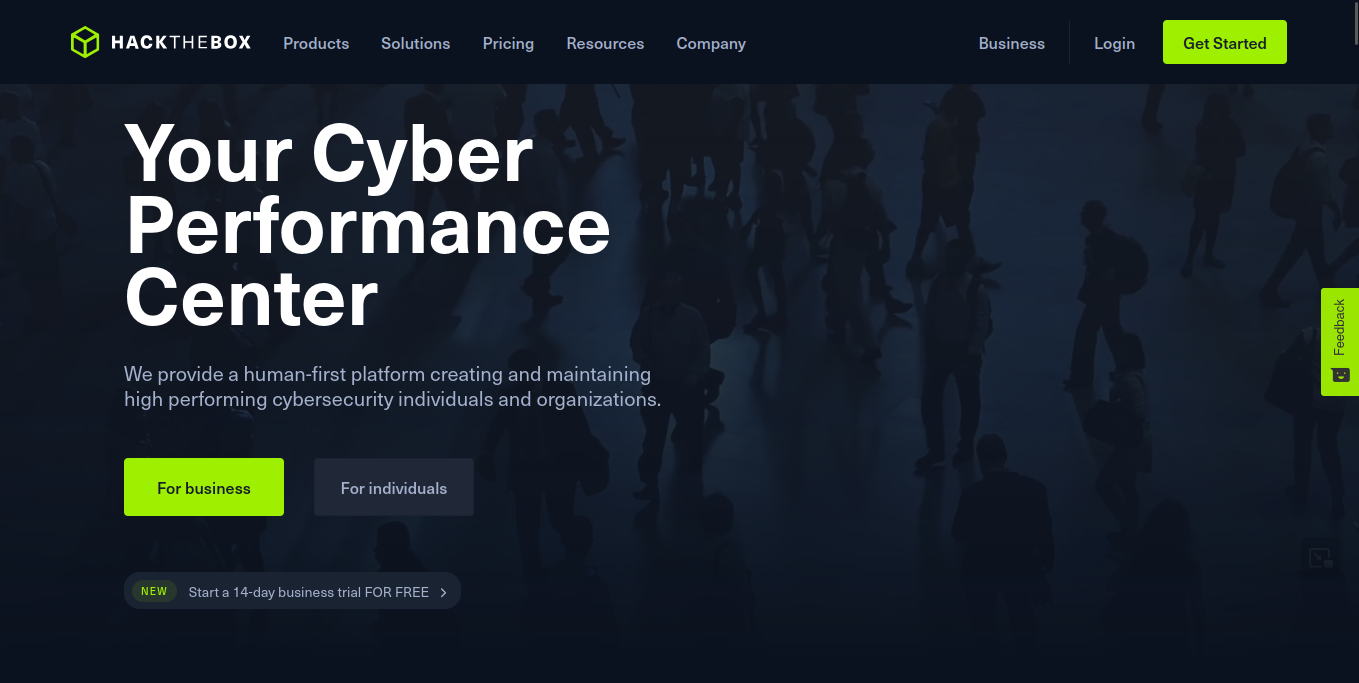 HACKTHEBOX
Products
Solutions
Pricing
Resources
Company
Business
Login
Get Started
Your Cyber
Performance
Center
We provide a human-first platform creating and maintaining
high performing cybersecurity individuals and organizations.
For business
For individuals
NEW
Start a 14-day business trial FOR FREE
Feedback